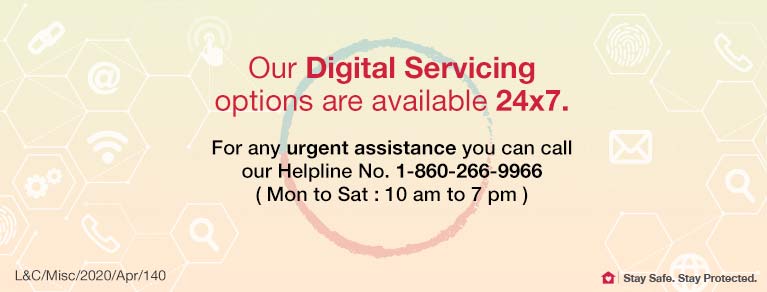 Our Digital Servicing
options are available 24x7.
For any urgent assistance you can call
our Helpline No. 1-860-266-9966
( Mon to Sat : 10 am to 7 pm )
L&C/Misc/2020/Apr/140
Stay Safe. Stay Protected.